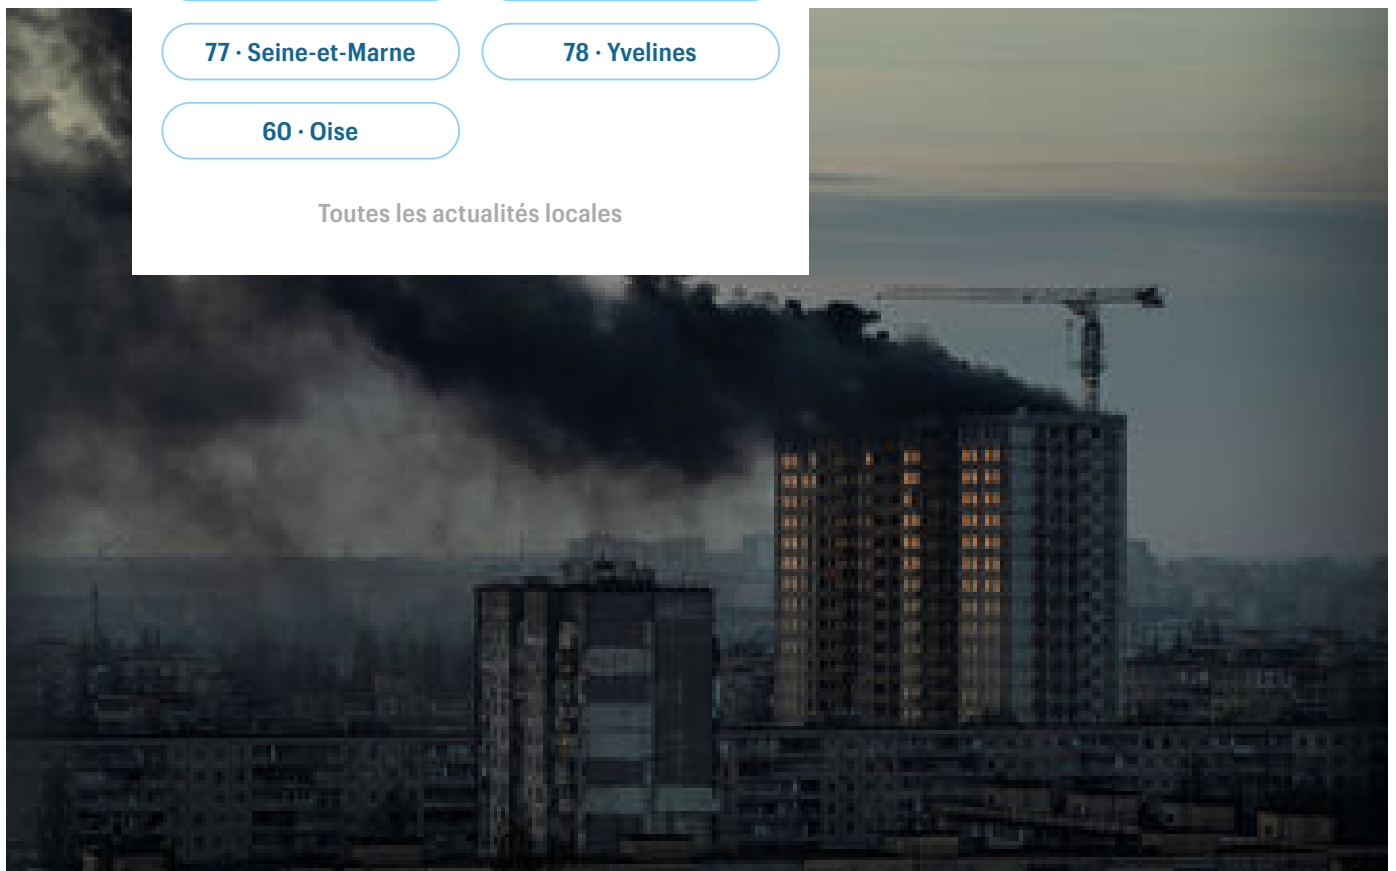 77 · Seine-et-Marne
78 · Yvelines
60 · Oise
Toutes les actualités locales